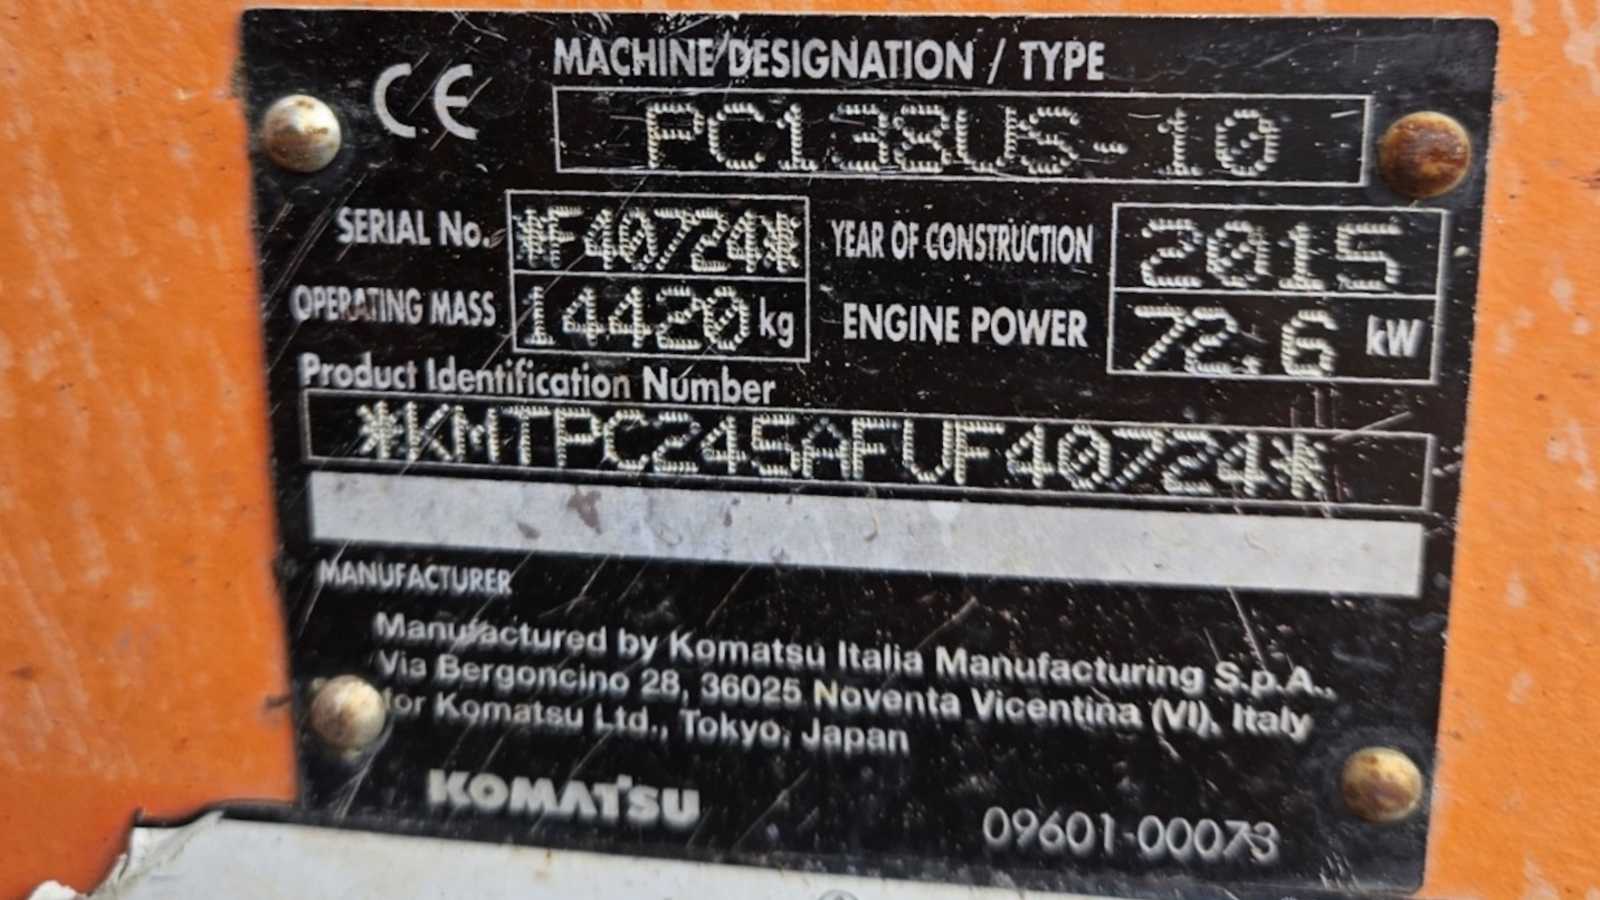 CE
MACHINE DESIGNATION / TYPE
PC138US-10
SERIAL No. *F40724*
YEAR OF CONSTRUCTION 2015
OPERATING MASS 14420 kg
ENGINE POWER 72.6 kW
Product Identification Number
*KMTPC245AFUF40724*
MANUFACTURER
Manufactured by Komatsu Italia Manufacturing S.p.A.,
Via Bergoncino 28, 36025 Noventa Vicentina (VI), Italy
for Komatsu Ltd., Tokyo, Japan
KOMATSU
09601-00073